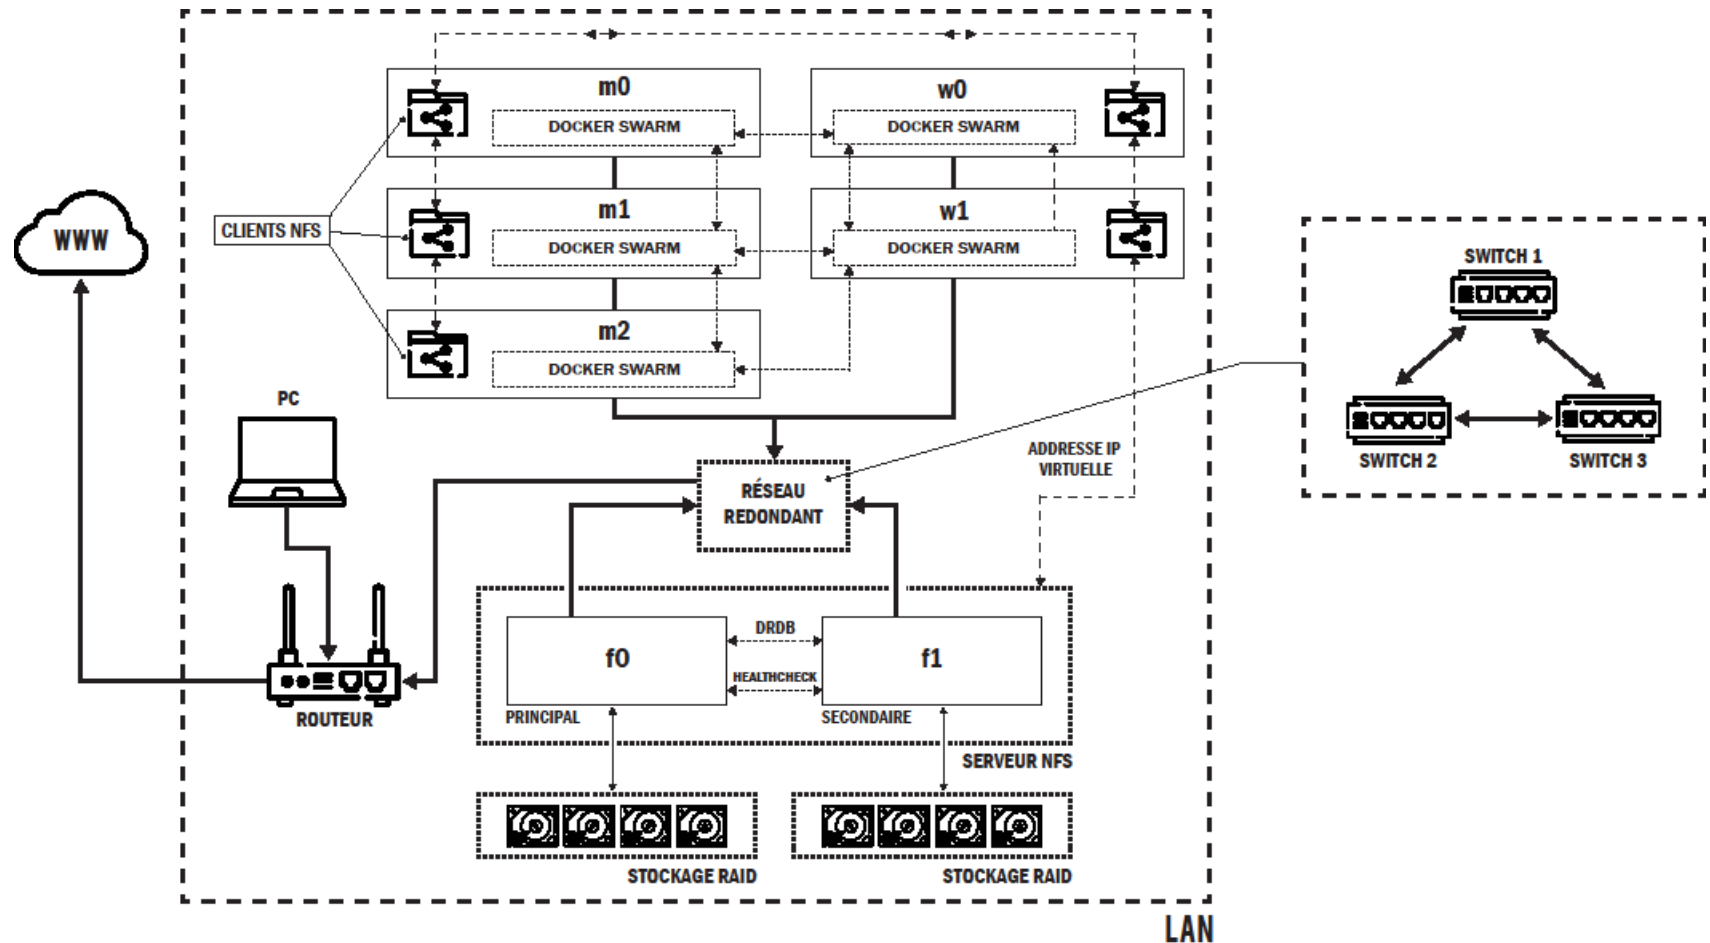 m0
DOCKER SWARM
w0
DOCKER SWARM
m1
DOCKER SWARM
w1
DOCKER SWARM
CLIENTS NFS
WWW
m2
DOCKER SWARM
SWITCH 1
SWITCH 2
SWITCH 3
PC
ADDRESSE IP
VIRTUELLE
RÉSEAU
REDONDANT
f0
DRDB
HEALTHCHECK
f1
PRINCIPAL
SECONDAIRE
ROUTEUR
SERVEUR NFS
STOCKAGE RAID
STOCKAGE RAID
LAN